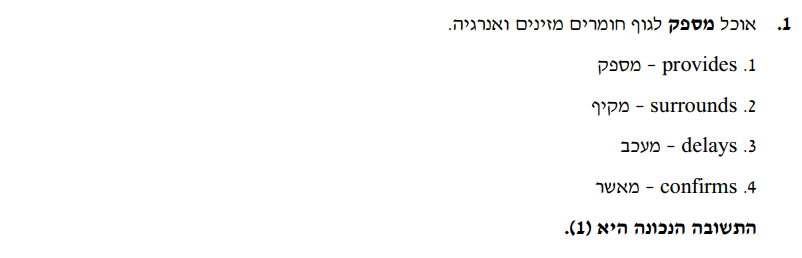 1. אוכל מספק לגוף חומרים מזינים ואנרגיה.
1. provides – מספק
2. surrounds – מקיף
3. delays – מעכב
4. confirms – מאשר
התשובה הנכונה היא (1).